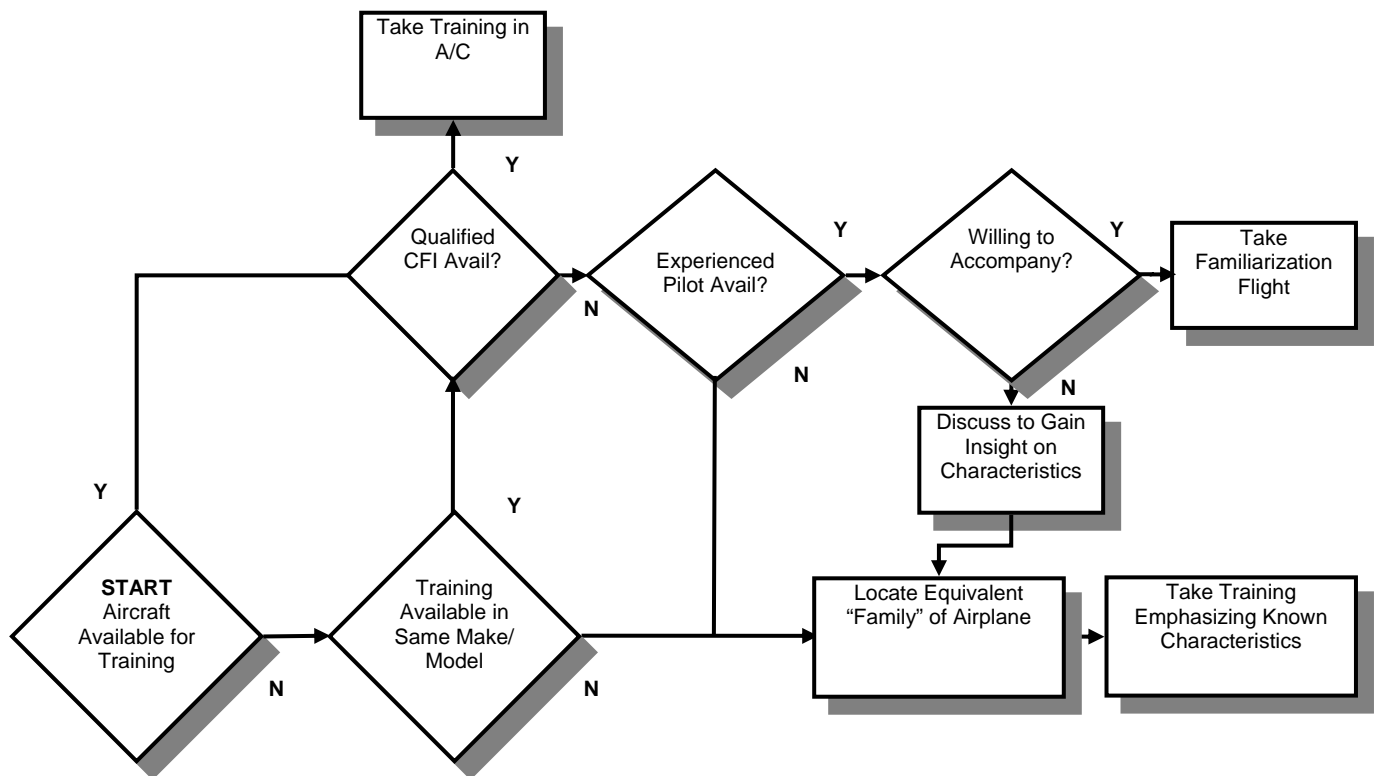 Take Training in
A/C
Y
Qualified
CFI Avail?
N
Experienced
Pilot Avail?
Y
N
Willing to
Accompany?
Y
N
Take
Familiarization
Flight
Discuss to Gain
Insight on
Characteristics
Y
START
Aircraft
Available for
Training
N
Y
Training
Available in
Same Make/
Model
N
Locate Equivalent
“Family” of Airplane
Take Training
Emphasizing Known
Characteristics